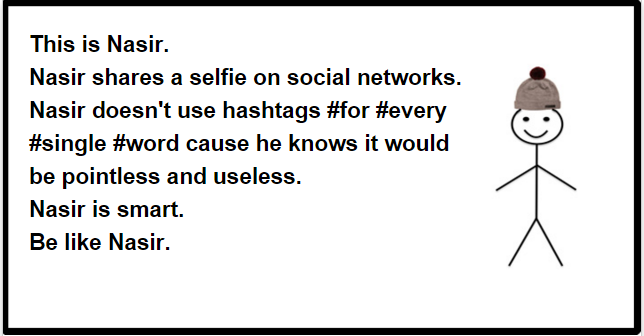 This is Nasir.
Nasir shares a selfie on social networks.
Nasir doesn't use hashtags #for #every
#single #word cause he knows it would
be pointless and useless.
Nasir is smart.
Be like Nasir.